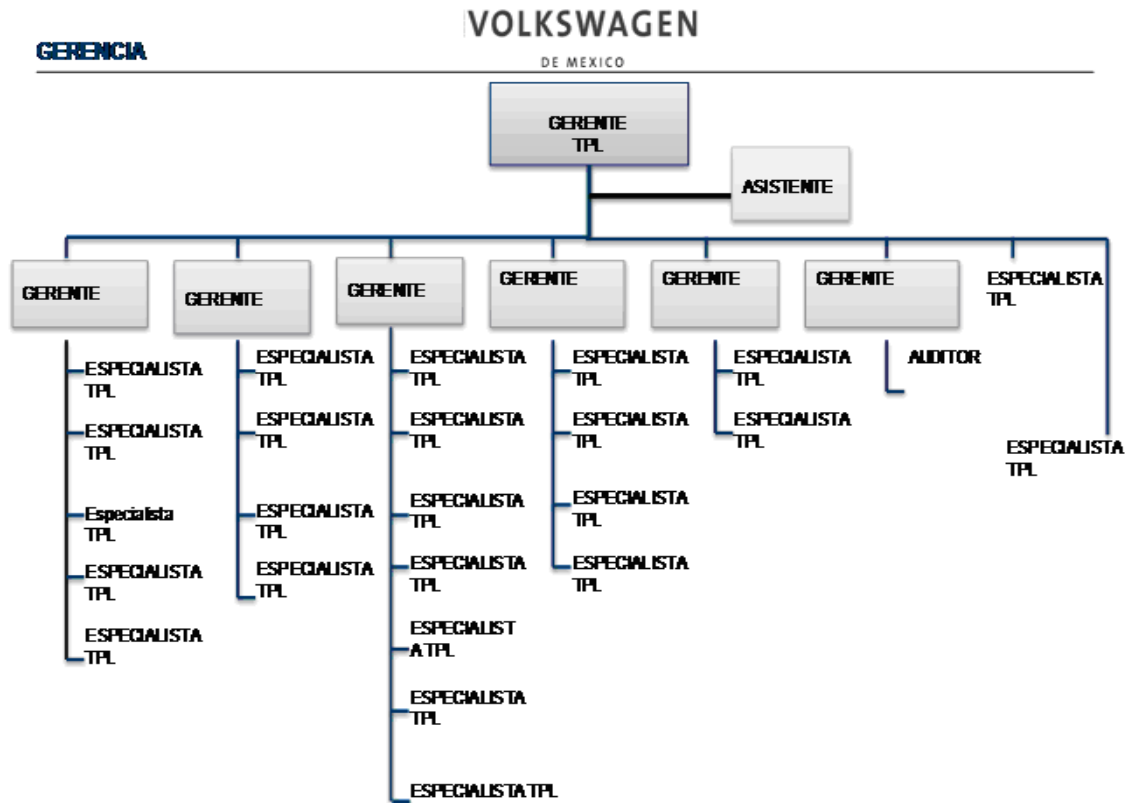 VOLKSWAGEN
DE MEXICO
GERENCIA
GERENTE
TPL
ASISTENTE
GERENTE
GERENTE
GERENTE
GERENTE
GERENTE
GERENTE
ESPECIALISTA
TPL
ESPECIALISTA
TPL
ESPECIALISTA
TPL
Especialista
TPL
ESPECIALISTA
TPL
ESPECIALISTA
TPL
ESPECIALISTA
TPL
ESPECIALISTA
TPL
ESPECIALISTA
TPL
ESPECIALISTA
TPL
ESPECIALISTA
TPL
ESPECIALISTA
TPL
ESPECIALISTA
TPL
ESPECIALISTA
TPL
ESPECIALIST
A TPL
ESPECIALISTA
TPL
ESPECIALISTA TPL
ESPECIALISTA
TPL
ESPECIALISTA
TPL
ESPECIALISTA
TPL
ESPECIALISTA
TPL
ESPECIALISTA
TPL
ESPECIALISTA
TPL
AUDITOR
ESPECIALISTA
TPL